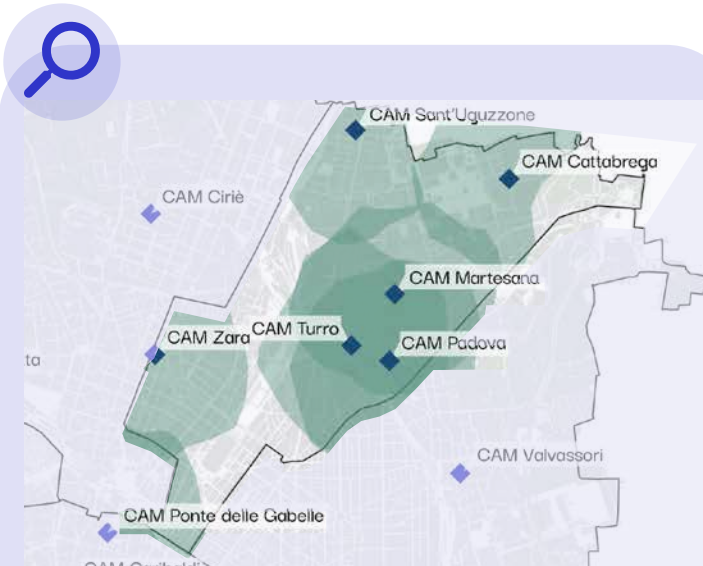 CAM Sant'Uguzzone
CAM Cattabrega
CAM Ciriè
CAM Martesana
CAM Turro
CAM Zara
CAM Padova
ta
CAM Valvassori
CAM Ponte delle Gabelle